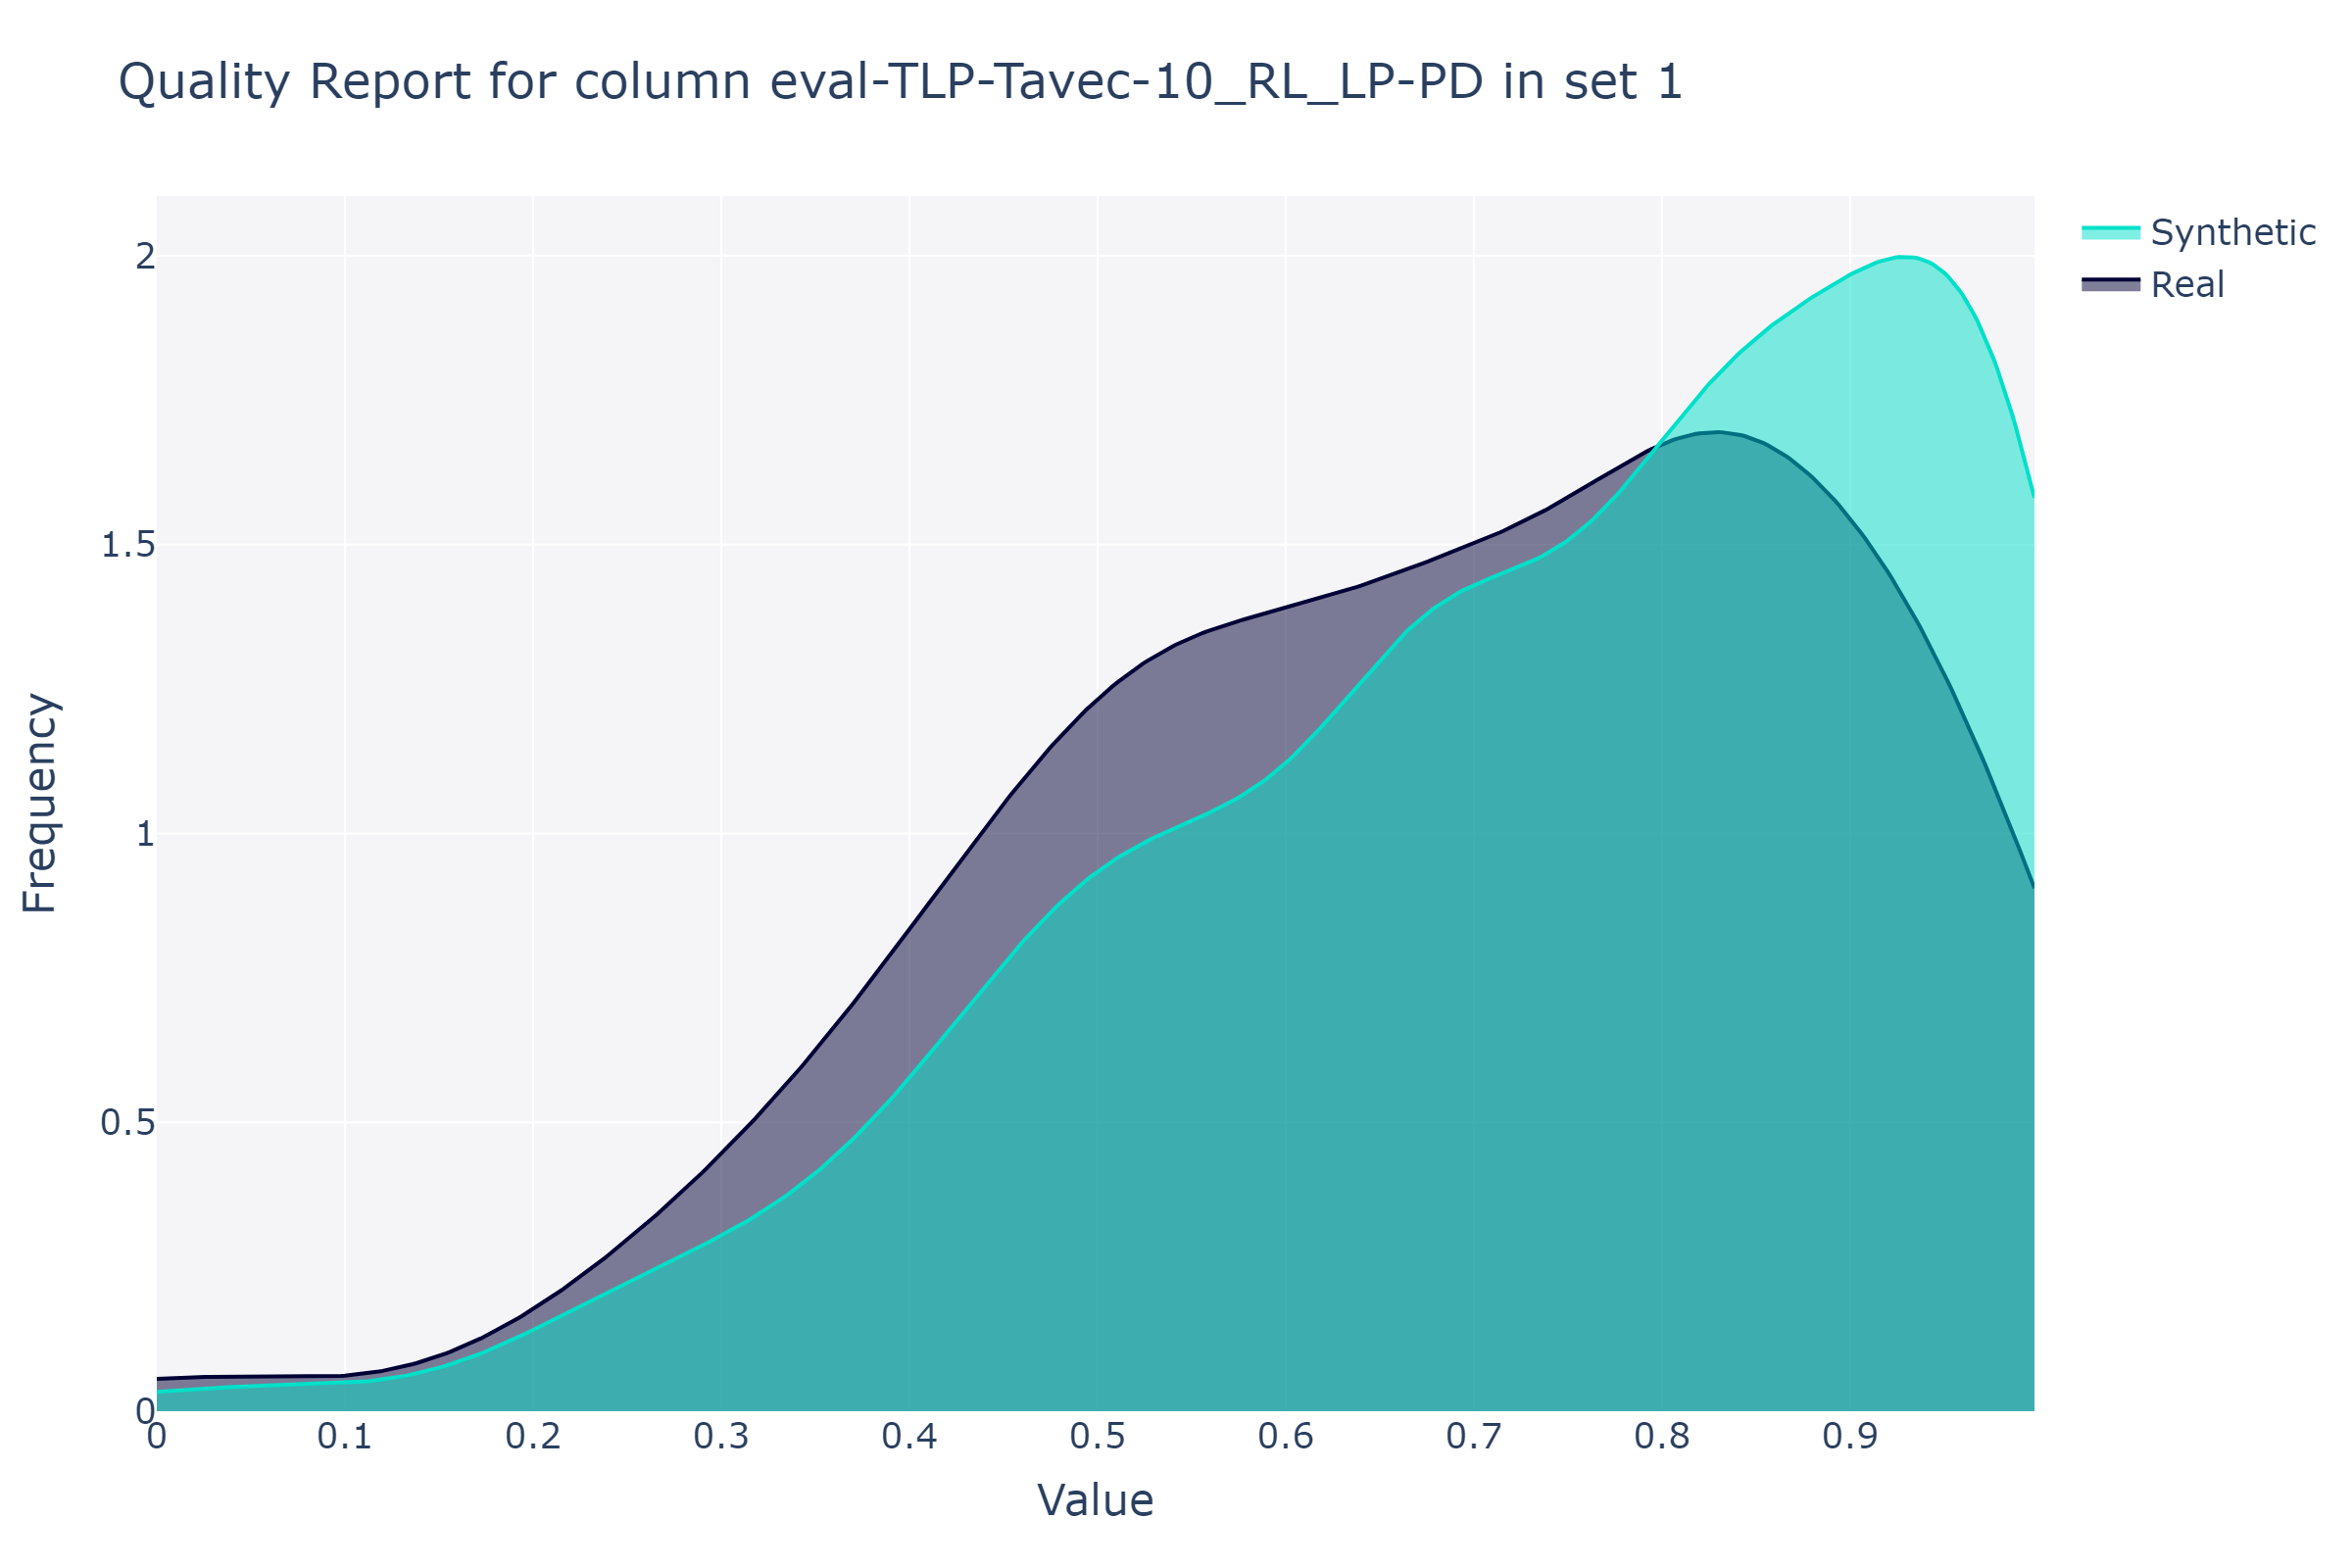 Quality Report for column eval-TLP-Tavec-10_RL_LP-PD in set 1
Synthetic
Real
2
1.5
1
0.5
0
Frequency
0 0.1 0.2 0.3 0.4 0.5 0.6 0.7 0.8 0.9
Value